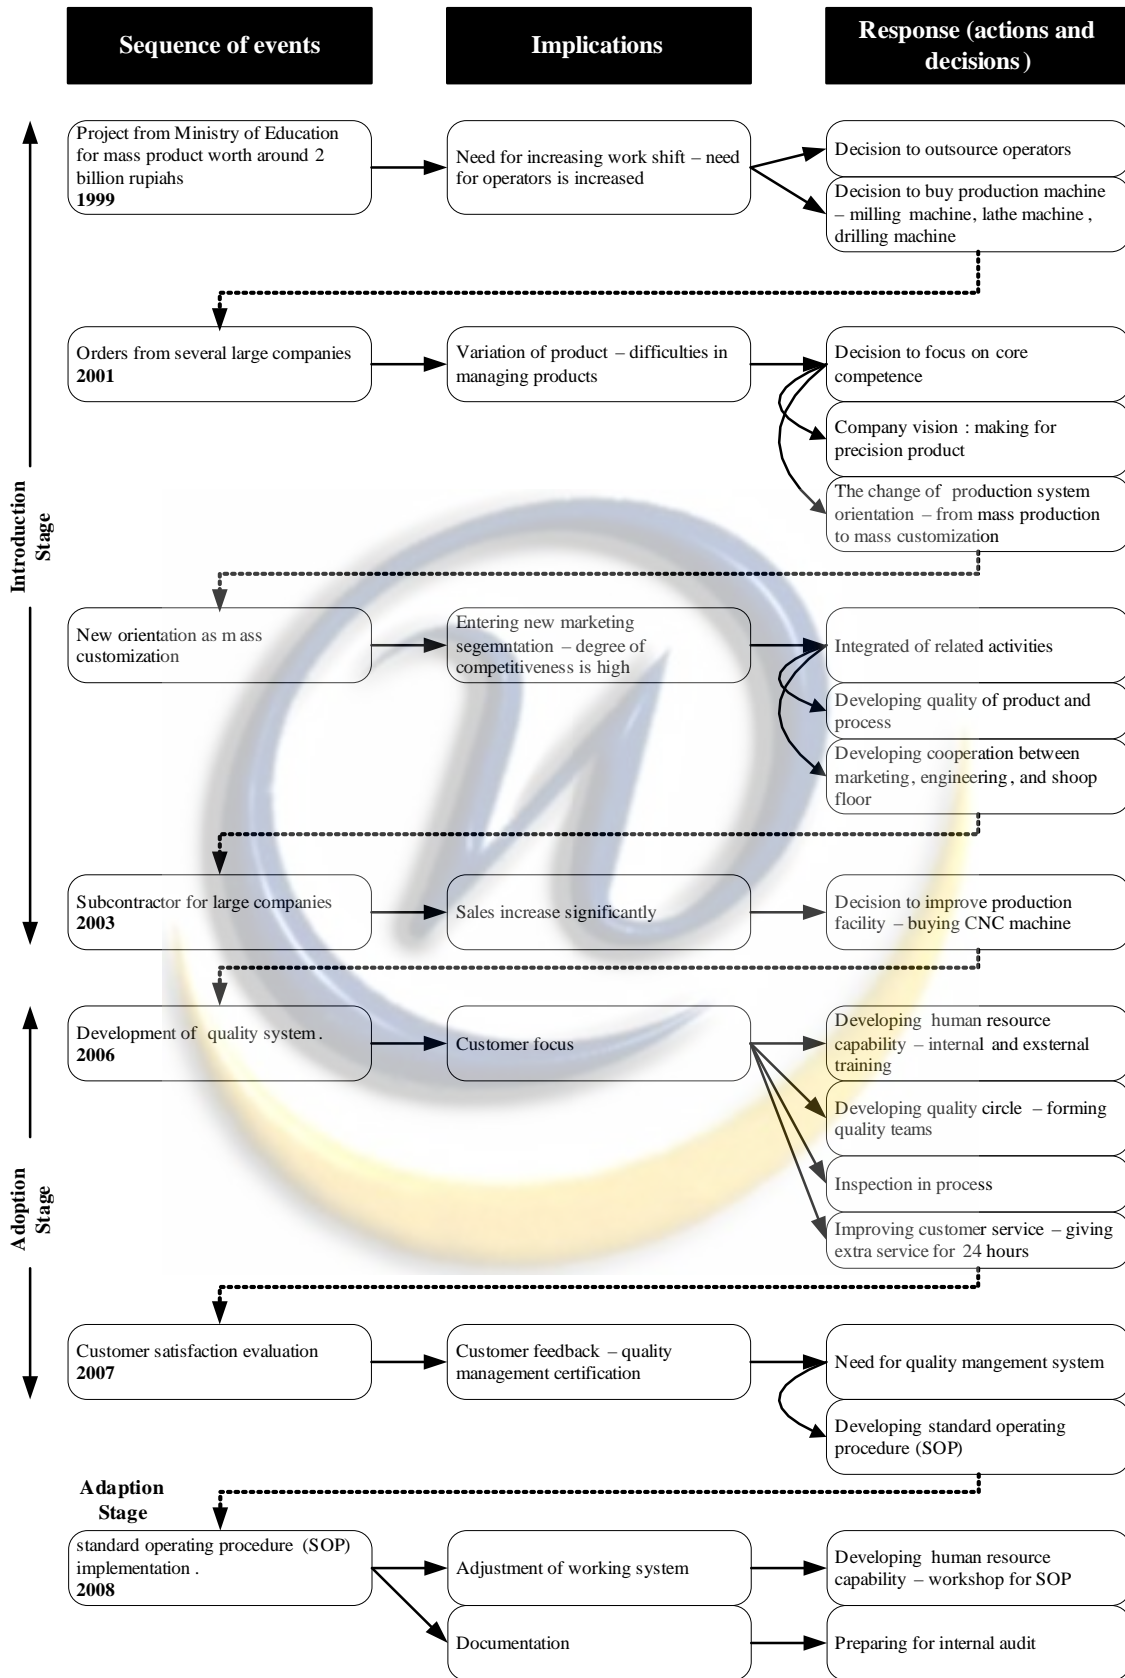 Sequence of events
Implications
Response (actions and
decisions )
Introduction
Stage
Project from Ministry of Education
for mass product worth around 2
billion rupiahs
1999
Need for increasing work shift – need
for operators is increased
Decision to outsource operators
Decision to buy production machine
– milling machine, lathe machine ,
drilling machine
Orders from several large companies
2001
Variation of product – difficulties in
managing products
Decision to focus on core
competence
Company vision : making for
precision product
The change of production system
orientation – from mass production
to mass customization
New orientation as mass
customization
Entering new marketing
segemntation – degree of
competitiveness is high
Integrated of related activities
Developing quality of product and
process
Developing cooperation between
marketing, engineering, and shoop
floor
Subcontractor for large companies
2003
Sales increase significantly
Decision to improve production
facility – buying CNC machine
Adoption
Stage
Development of quality system .
2006
Customer focus
Developing human resource
capability – internal and exsternal
training
Developing quality circle – forming
quality teams
Inspection in process
Improving customer service – giving
extra service for 24 hours
Customer satisfaction evaluation
2007
Customer feedback – quality
management certification
Need for quality mangement system
Developing standard operating
procedure (SOP)
Adaption
Stage
standard operating procedure (SOP)
implementation .
2008
Adjustment of working system
Developing human resource
capability – workshop for SOP
Documentation
Preparing for internal audit